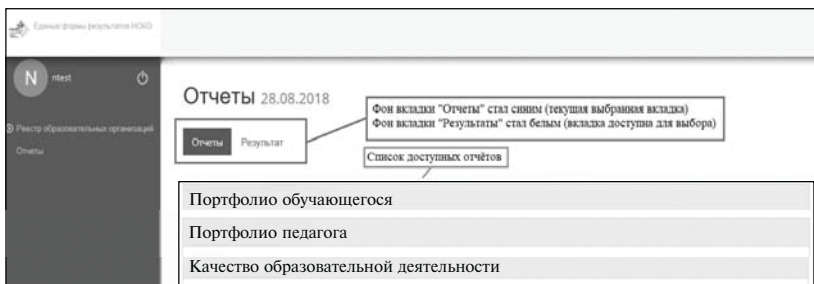 Единые формы результатов НОКО
N ntest
Реестр образовательных организаций
Отчеты
Отчеты 28.08.2018
Отчеты Результат
Фон вкладки "Отчеты" стал синим (текущая выбранная вкладка)
Фон вкладки "Результаты" стал белым (вкладка доступна для выбора)
Список доступных отчётов
Портфолио обучающегося
Портфолио педагога
Качество образовательной деятельности